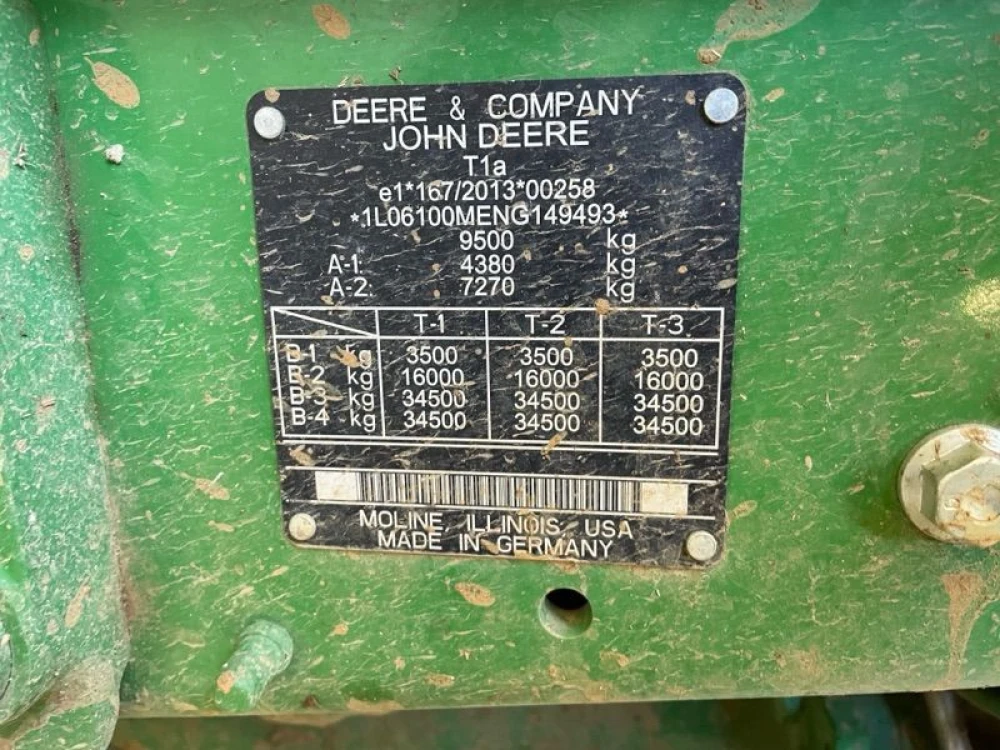 DEERE & COMPANY
JOHN DEERE
T1a
e1*167/2013*00258
*1L06100MENG149493*
9500 kg
A-1: 4380 kg
A-2: 7270 kg
T-1 T-2 T-3
B-1 kg 3500 3500 3500
B-2 kg 16000 16000 16000
B-3 kg 34500 34500 34500
B-4 kg 34500 34500 34500
MOLINE, ILLINOIS, USA
MADE IN GERMANY